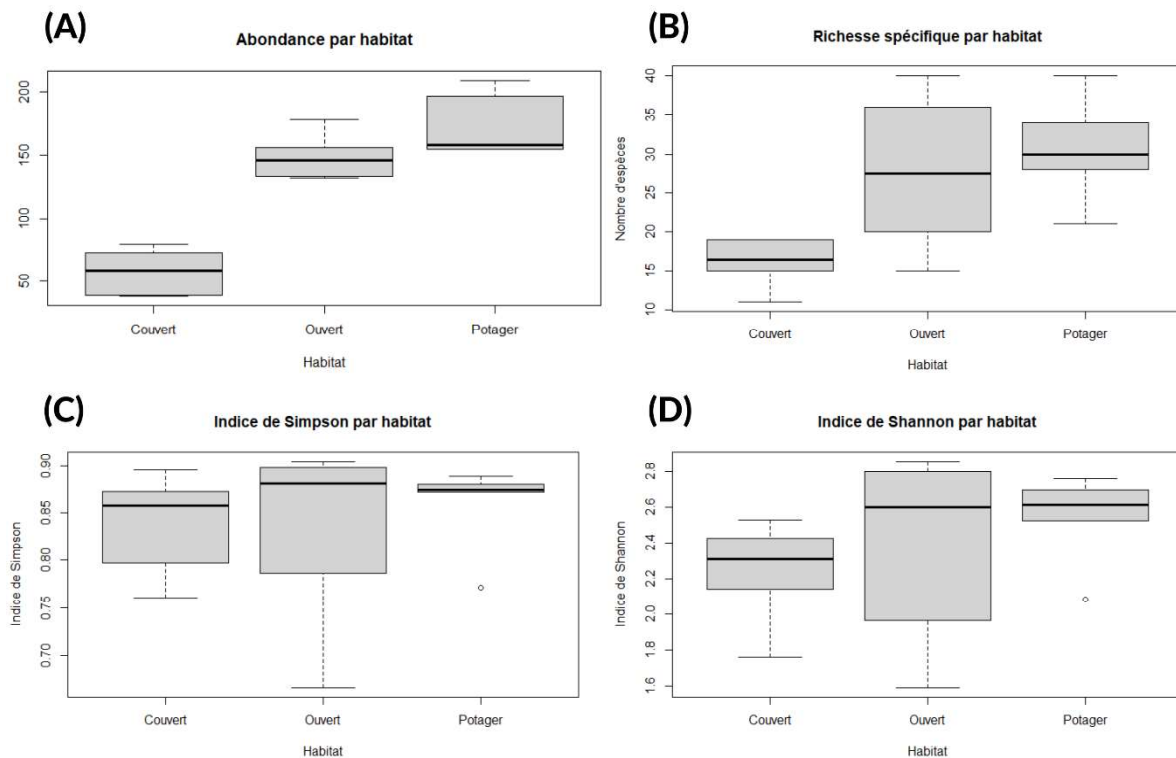 (A)
Abondance par habitat
200
150
100
50
Couvert Ouvert Potager
Habitat
(B)
Richesse spécifique par habitat
Nombre d'espèces
40
35
30
25
20
15
10
Couvert Ouvert Potager
Habitat
(C)
Indice de Simpson par habitat
Indice de Simpson
0.90
0.85
0.80
0.75
0.70
Couvert Ouvert Potager
Habitat
(D)
Indice de Shannon par habitat
Indice de Shannon
2.8
2.6
2.4
2.2
2.0
1.8
1.6
Couvert Ouvert Potager
Habitat